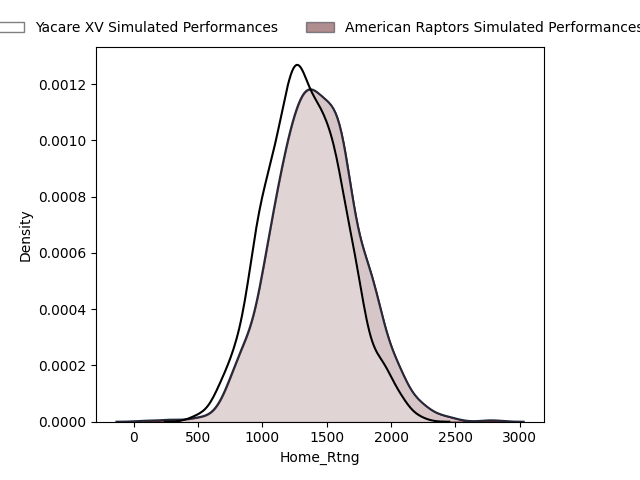 Yacare XV Simulated Performances American Raptors Simulated Performances
0.0012
0.0010
0.0008
0.0006
0.0004
0.0002
0.0000
Density
0 500 1000 1500 2000 2500 3000
Home_Rtng